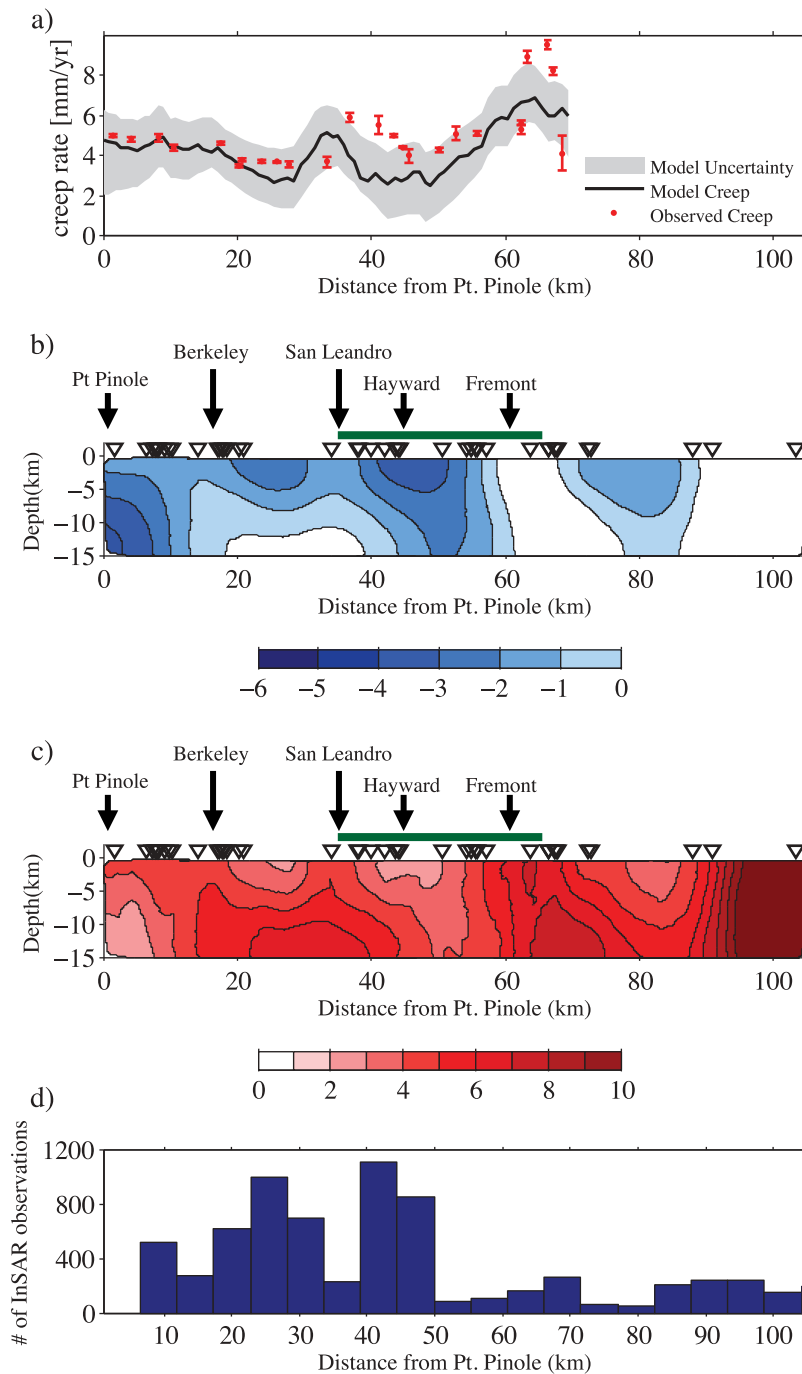 a)
creep rate [mm/yr]
8
6
4
2
0
Model Uncertainty
Model Creep
Observed Creep
0 20 40 60 80 100
Distance from Pt. Pinole (km)
b)
Berkeley San Leandro
Pt Pinole Hayward Fremont
Depth(km)
0
−5
−10
−15
0 20 40 60 80 100
Distance from Pt. Pinole (km)
−6 −5 −4 −3 −2 −1 0
c)
Berkeley San Leandro
Pt Pinole Hayward Fremont
Depth(km)
0
−5
−10
−15
0 20 40 60 80 100
Distance from Pt. Pinole (km)
0 2 4 6 8 10
d)
# of InSAR observations
1200
800
400
0
10 20 30 40 50 60 70 80 90 100
Distance from Pt. Pinole (km)